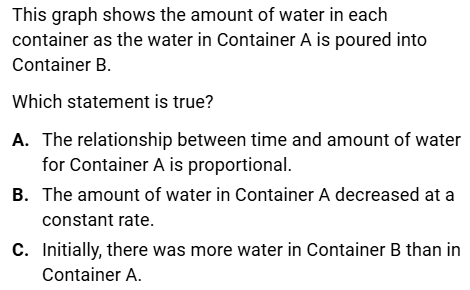 This graph shows the amount of water in each
container as the water in Container A is poured into
Container B.
Which statement is true?
A. The relationship between time and amount of water
for Container A is proportional.
B. The amount of water in Container A decreased at a
constant rate.
C. Initially, there was more water in Container B than in
Container A.